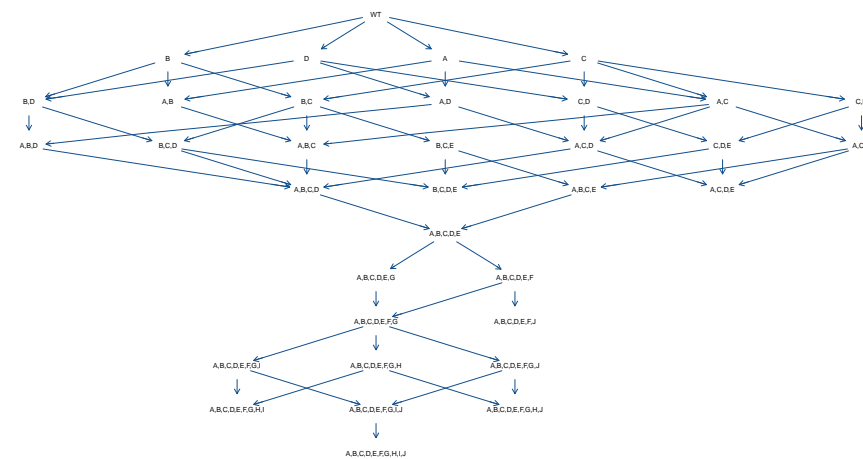 WT
B D A C
B,D A,B B,C A,D C,D A,C C,
A,B,D B,C,D A,B,C B,C,E A,C,D C,D,E A,C
A,B,C,D B,C,D,E A,B,C,E A,C,D,E
A,B,C,D,E
A,B,C,D,E,G A,B,C,D,E,F
A,B,C,D,E,F,G A,B,C,D,E,F,J
A,B,C,D,E,F,G,I A,B,C,D,E,F,G,H A,B,C,D,E,F,G,J
A,B,C,D,E,F,G,H,I A,B,C,D,E,F,G,I,J A,B,C,D,E,F,G,H,J
A,B,C,D,E,F,G,H,I,J